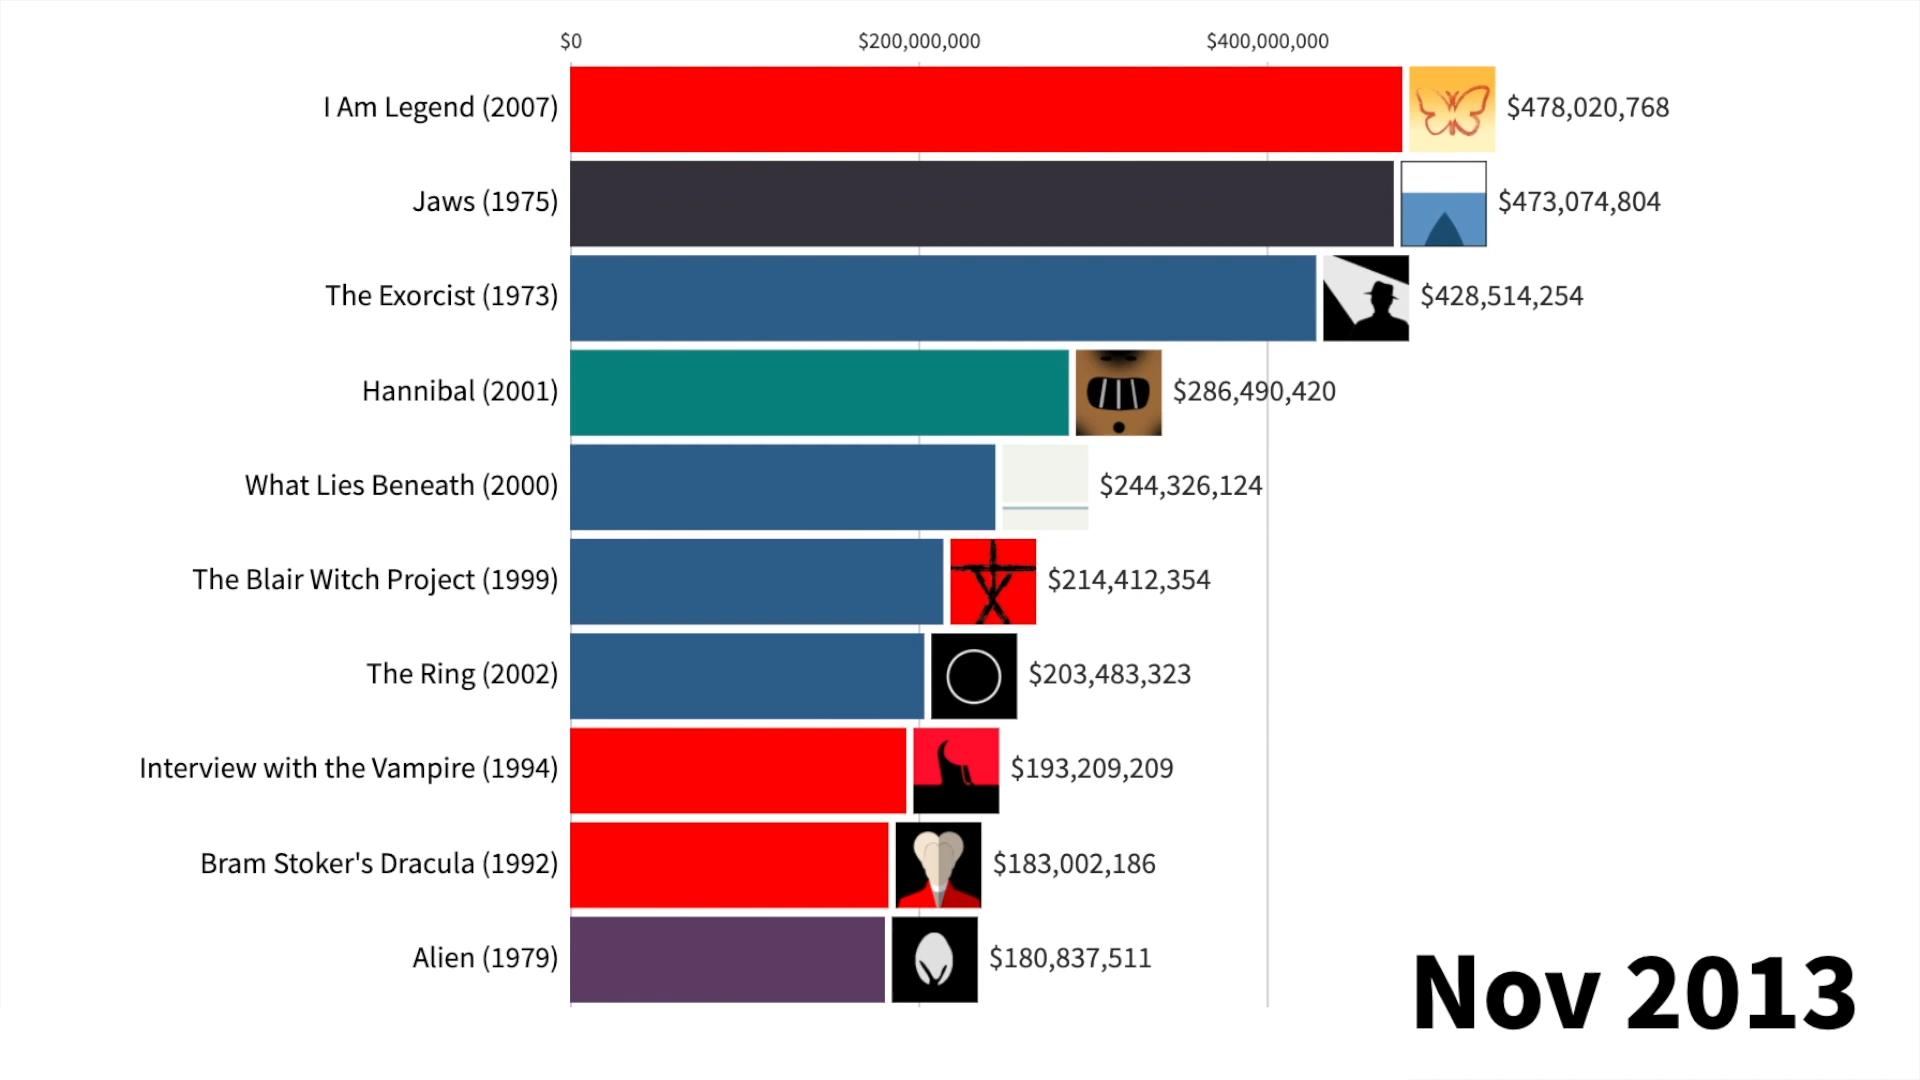 $0 $200,000,000 $400,000,000
I Am Legend (2007) $478,020,768
Jaws (1975) $473,074,804
The Exorcist (1973) $428,514,254
Hannibal (2001) $286,490,420
What Lies Beneath (2000) $244,326,124
The Blair Witch Project (1999) $214,412,354
The Ring (2002) $203,483,323
Interview with the Vampire (1994) $193,209,209
Bram Stoker's Dracula (1992) $183,002,186
Alien (1979) $180,837,511
Nov 2013